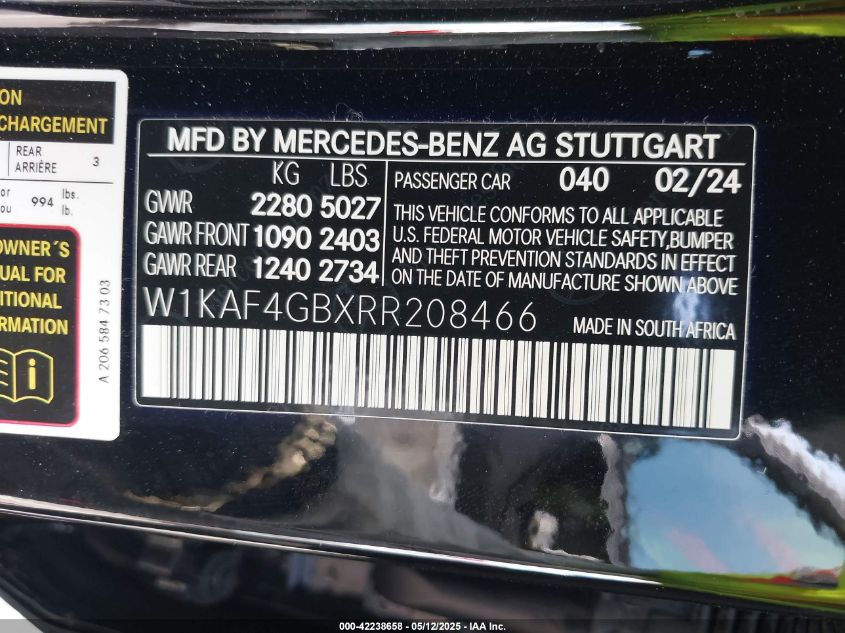 ON
CHARGEMENT
REAR
ARRIÈRE 3
or
ou 994 lbs.
lb.
OWNER´S
UAL FOR
ITIONAL
RMATION
i
A 206 584 73 03
MFD BY MERCEDES-BENZ AG STUTTGART
KG LBS
GVWR 2280 5027
GAWR FRONT 1090 2403
GAWR REAR 1240 2734
PASSENGER CAR 040 02/24
THIS VEHICLE CONFORMS TO ALL APPLICABLE
U.S. FEDERAL MOTOR VEHICLE SAFETY,BUMPER
AND THEFT PREVENTION STANDARDS IN EFFECT
ON THE DATE OF MANUFACTURE SHOWN ABOVE
W1KAF4GBXRR208466
MADE IN SOUTH AFRICA
000-42238658 - 05/12/2025 - IAA Inc.